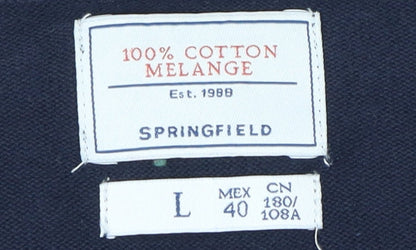 100% COTTON
MELANGE
Est. 1988
SPRINGFIELD
L MEX CN
40 180/
108A